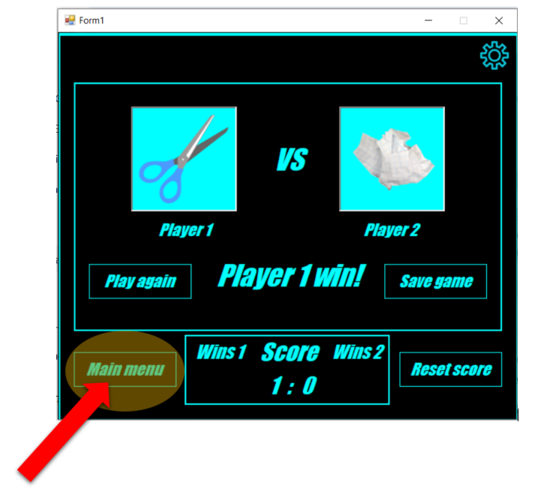 Form1
VS
Player 1
Player 2
Play again
Player 1 win!
Save game
Main menu
Wins 1 Score Wins 2
1 : 0
Reset score